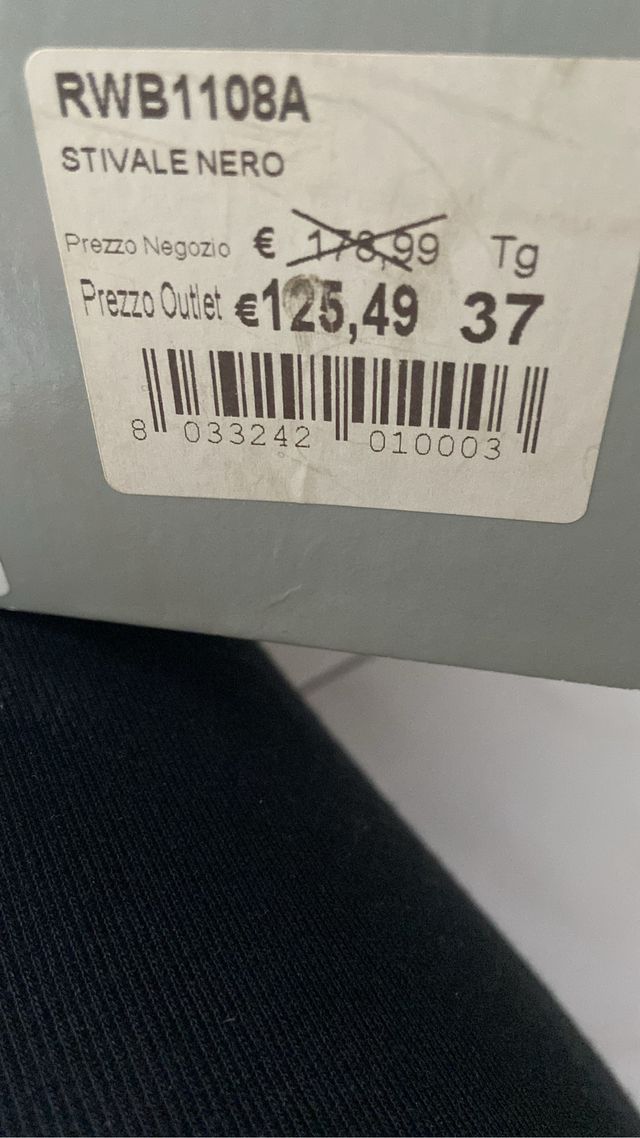 RWB1108A
STIVALE NERO
Prezzo Negozio € 178,99 Tg
Prezzo Outlet €125,49 37
8 033242 010003